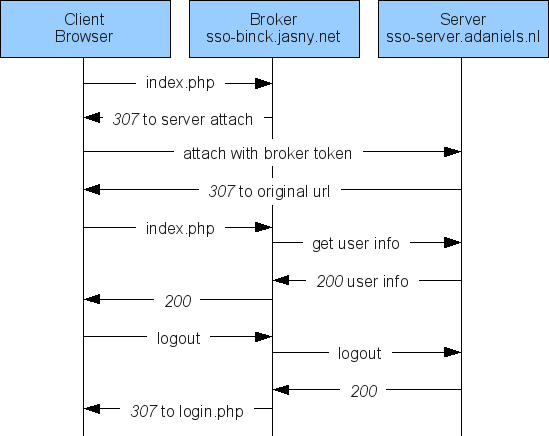 Client
Browser
Broker
sso-binck.jasny.net
Server
sso-server.adaniels.nl
index.php
307 to server attach
attach with broker token
307 to original url
index.php
get user info
200 user info
200
logout
logout
200
307 to login.php